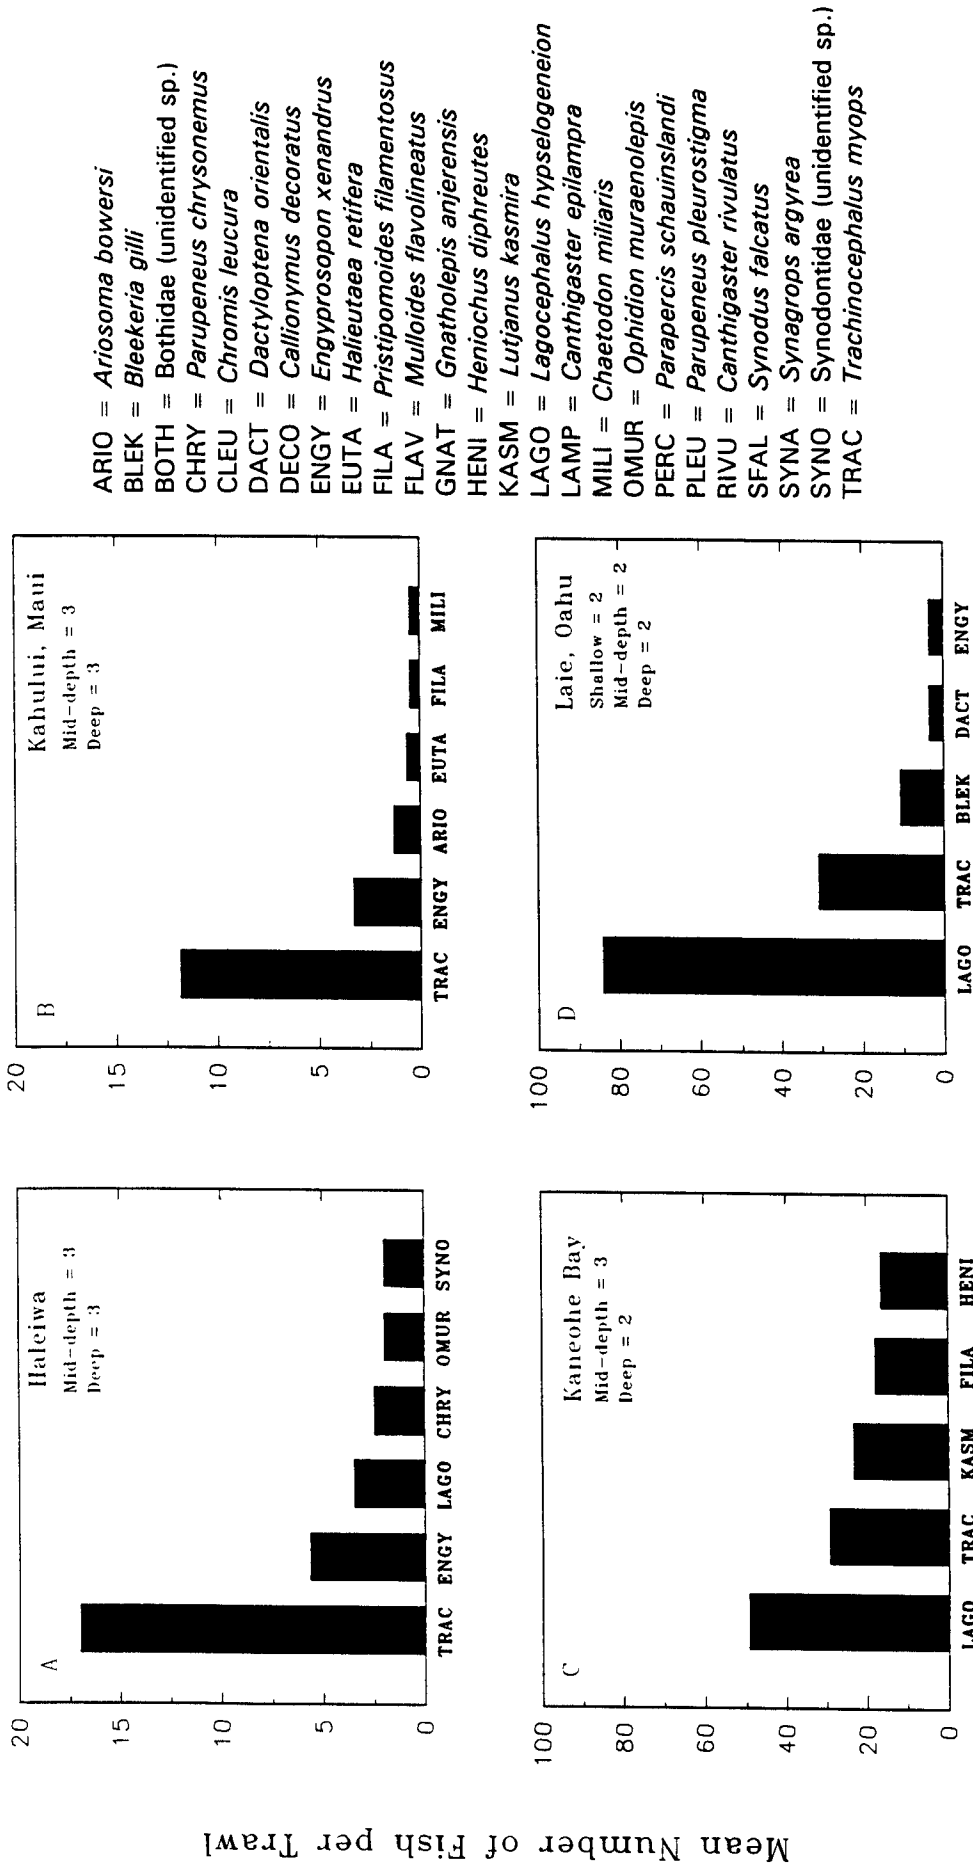 Mean Number of Fish per Trawl
A
Haleiwa
Mid-depth = 3
Deep = 3
20
15
10
5
0
TRAC ENGY LAGO CHRY OMUR SYNO
B
Kahului, Maui
Mid-depth = 3
Deep = 3
20
15
10
5
0
TRAC ENGY ARIO EUTA FILA MILI
C
Kaneohe Bay
Mid-depth = 3
Deep = 2
100
80
60
40
20
0
LAGO TRAC KASM FILA HENI
D
Laie, Oahu
Shallow = 2
Mid-depth = 2
Deep = 2
100
80
60
40
20
0
LAGO TRAC BLEK DACT ENGY
ARIO = Ariosoma bowersi
BLEK = Bleekeria gilli
BOTH = Bothidae (unidentified sp.)
CHRY = Parupeneus chrysonemus
CLEU = Chromis leucura
DACT = Dactyloptena orientalis
DECO = Callionymus decoratus
ENGY = Engyprosopon xenandrus
EUTA = Halieutaea retifera
FILA = Pristipomoides filamentosus
FLAV = Mulloides flavolineatus
GNAT = Gnatholepis anjerensis
HENI = Heniochus diphreutes
KASM = Lutjanus kasmira
LAGO = Lagocephalus hypselogeneion
LAMP = Canthigaster epilampra
MILI = Chaetodon miliaris
OMUR = Ophidion muraenolepis
PERC = Parapercis schauinslandi
PLEU = Parupeneus pleurostigma
RIVU = Canthigaster rivulatus
SFAL = Synodus falcatus
SYNA = Synagrops argyrea
SYNO = Synodontidae (unidentified sp.)
TRAC = Trachinocephalus myops